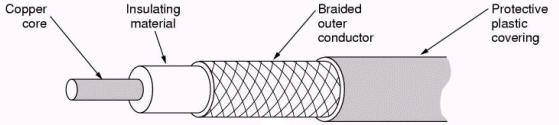 Copper
core
Insulating
material
Braided
outer
conductor
Protective
plastic
covering